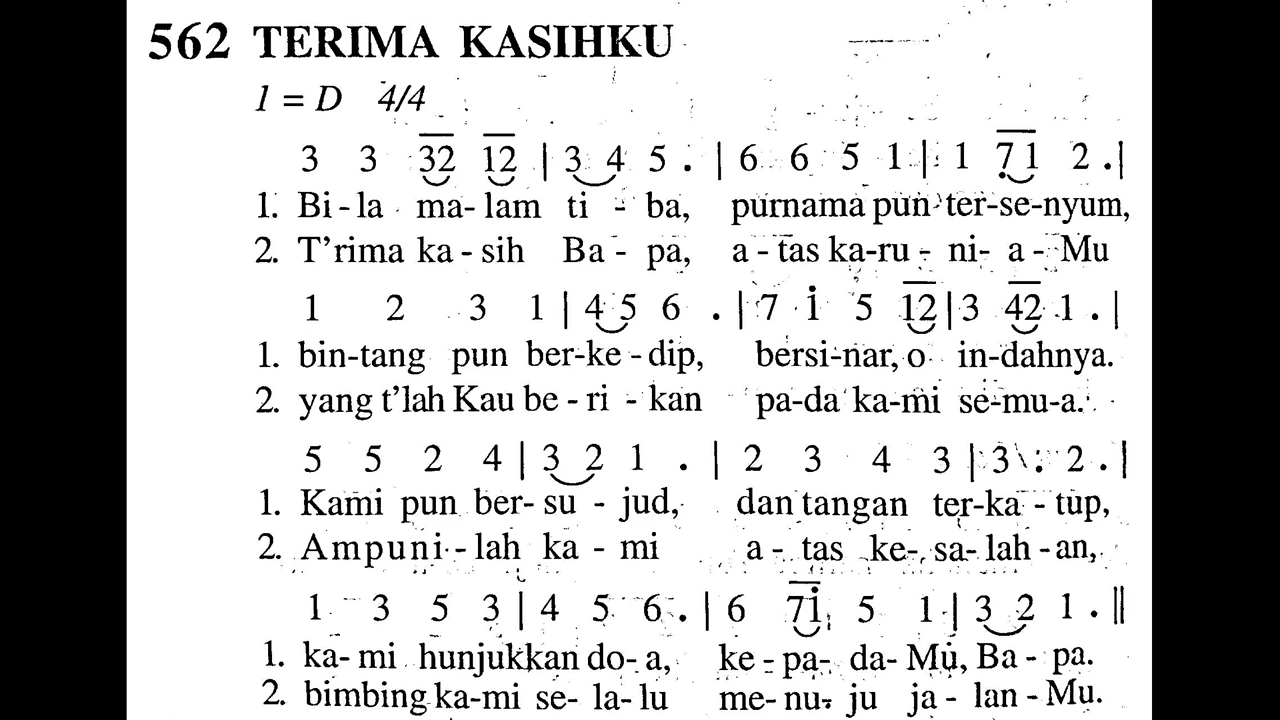 562 TERIMA KASIHKU
1 = D 4/4
3 3 32 12 | 3 4 5 . | 6 6 5 1 | 1 71 2 . |
1. Bi-la ma-lam ti - ba, purnama pun ter-se-nyum,
2. T'rima ka-sih Ba - pa, a-tas ka-ru - ni- a - Mu
1 2 3 1 | 4 5 6 . | 7 i 5 12 | 3 42 1 . |
1. bin-tang pun ber-ke-dip, bersi-nar, o in-dahnya.
2. yang t'lah Kau be-ri-kan pa-da ka-mi se-mu-a.
5 5 2 4 | 3 2 1 . | 2 3 4 3 | 3 . 2 . |
1. Kami pun ber- su - jud, dan tangan ter-ka-tup,
2. Ampuni-lah ka - mi a - tas ke- sa-lah-an,
1 3 5 3 | 4 5 6 . | 6 7i 5 1 | 3 2 1 . ||
1. ka-mi hunjukkan do-a, ke-pa- da-Mu, Ba-pa.
2. bimbing ka-mi se-la-lu me-nu- ju ja-lan-Mu.